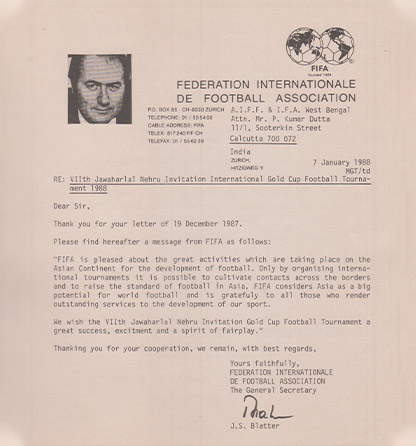 FIFA
FEDERATION INTERNATIONALE
DE FOOTBALL ASSOCIATION
P.O. BOX 85 CH-8030 ZURICH
TELEPHONE: 01 / 55 54 00
CABLE ADDRESS: FIFA
TELEX: 817 240 FIF CH
TELEFAX: 01 / 55 62 39
A.I.F.F. & I.F.A. West Bengal
Attn. Mr. P. Kumar Dutta
11/1, Sooterkin Street
Calcutta 700 072
India
ZURICH,
HITZIGWEG 11
7 January 1988
MGT/td
RE: VIIth Jawaharlal Nehru Invitation International Gold Cup Football Tourna-
ment 1988
Dear Sir,
Thank you for your letter of 19 December 1987.
Please find hereafter a message from FIFA as follows:
"FIFA is pleased about the great activities which are taking place on the
Asian Continent for the development of football. Only by organising interna-
tional tournaments it is possible to cultivate contacts across the borders
and to raise the standard of football in Asia. FIFA considers Asia as a big
potential for world football and is gratefuly to all those who render
outstanding services to the development of our sport.
We wish the VIIth Jawaharlal Nehru Invitation Gold Cup Football Tournament a
great success, excitment and a spirit of fairplay."
Thanking you for your cooperation, we remain, with best regards,
Yours faithfully,
FEDERATION INTERNATIONALE
DE FOOTBALL ASSOCIATION
The General Secretary
J.S. Blatter